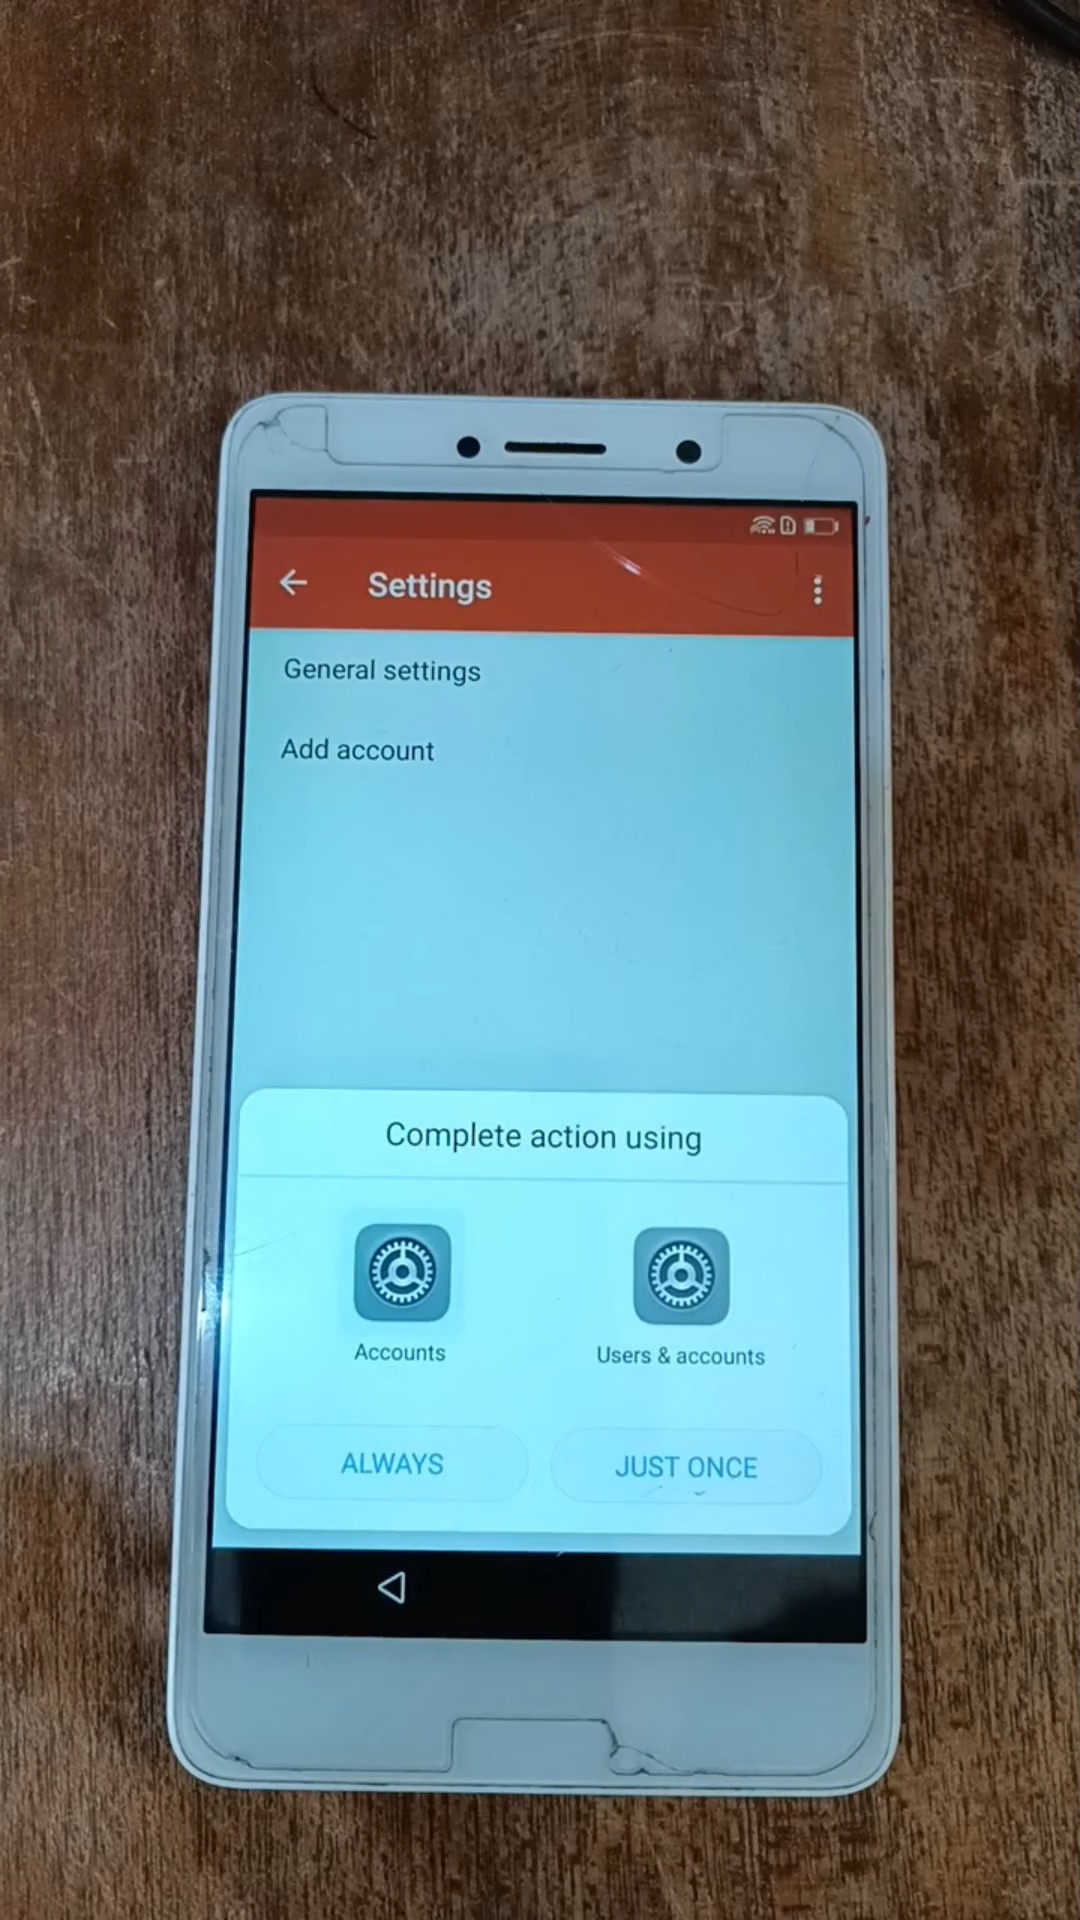 Settings
General settings
Add account
Complete action using
Accounts
Users & accounts
ALWAYS
JUST ONCE